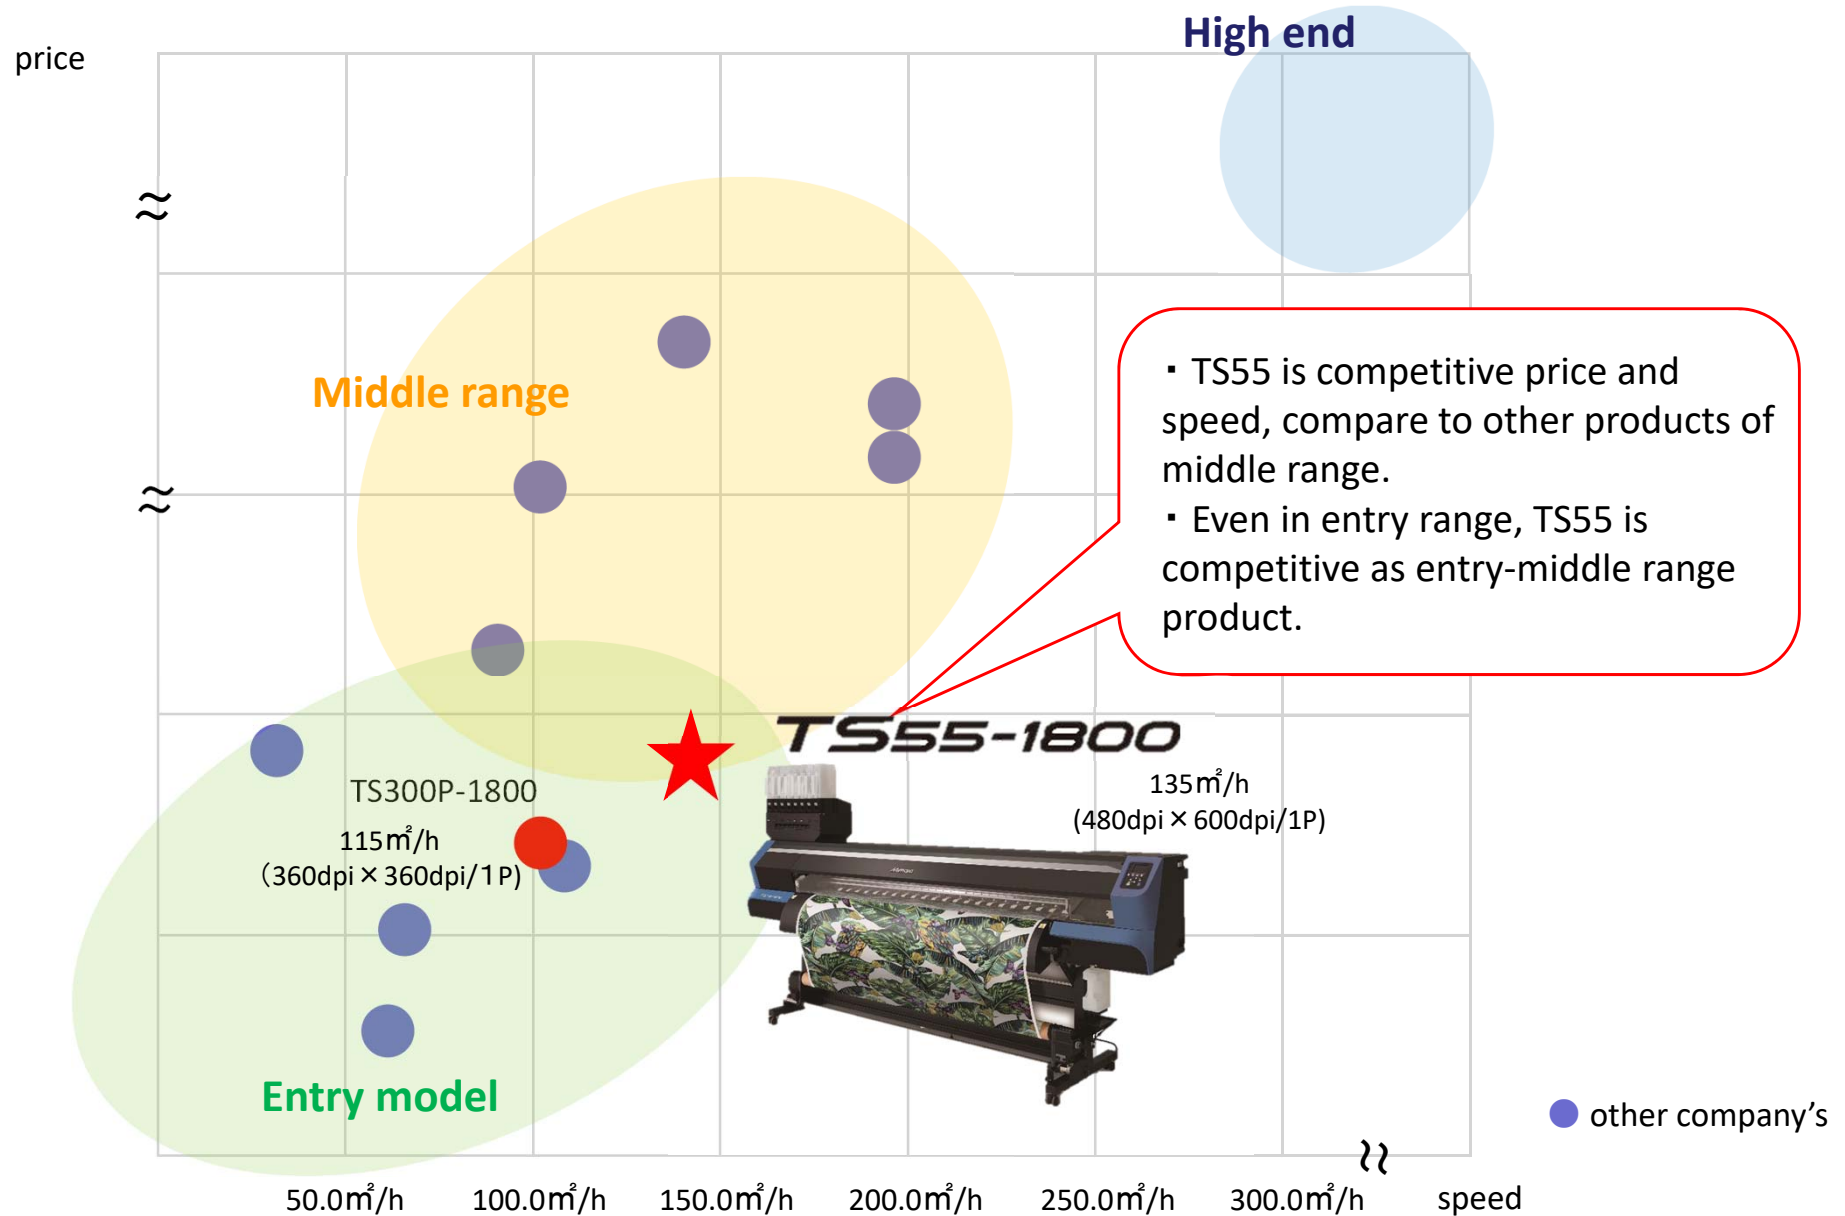 High end
price
Middle range
・TS55 is competitive price and
speed, compare to other products of
middle range.
・Even in entry range, TS55 is
competitive as entry-middle range
product.
TS55-1800
135㎡/h
(480dpi×600dpi/1P)
TS300P-1800
115㎡/h
（360dpi×360dpi/1P)
Entry model
other company’s
50.0㎡/h 100.0㎡/h 150.0㎡/h 200.0㎡/h 250.0㎡/h 300.0㎡/h speed